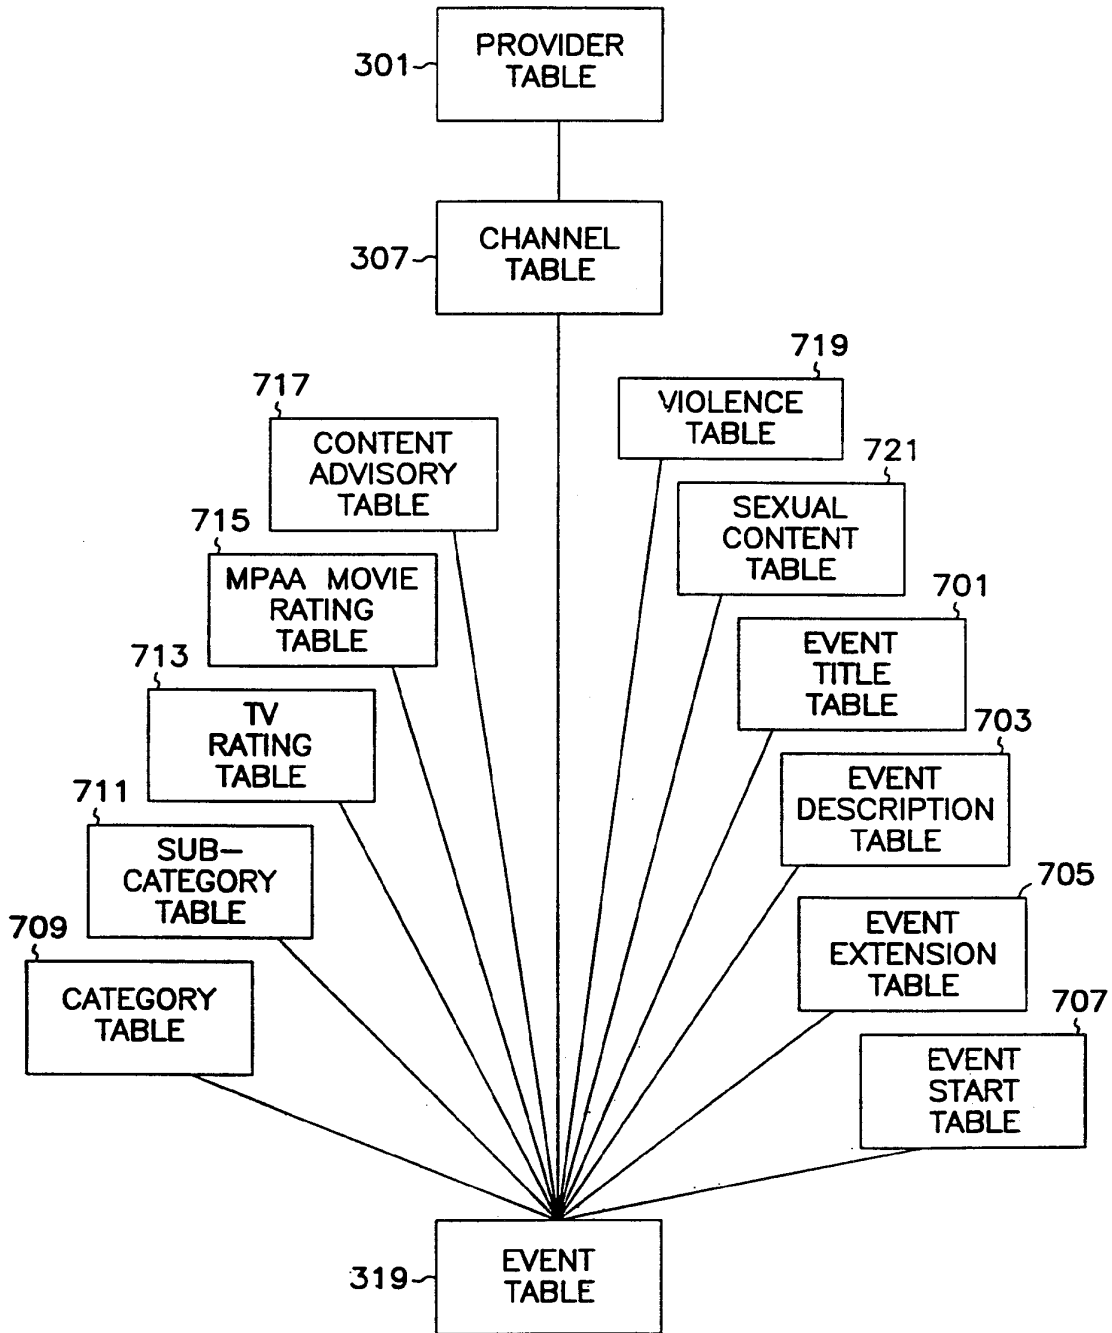 PROVIDER
TABLE
301
CHANNEL
TABLE
307
719
VIOLENCE
TABLE
717
CONTENT
ADVISORY
TABLE
721
SEXUAL
CONTENT
TABLE
715
MPAA MOVIE
RATING
TABLE
701
EVENT
TITLE
TABLE
713
TV
RATING
TABLE
703
EVENT
DESCRIPTION
TABLE
711
SUB-
CATEGORY
TABLE
705
EVENT
EXTENSION
TABLE
709
CATEGORY
TABLE
707
EVENT
START
TABLE
319
EVENT
TABLE